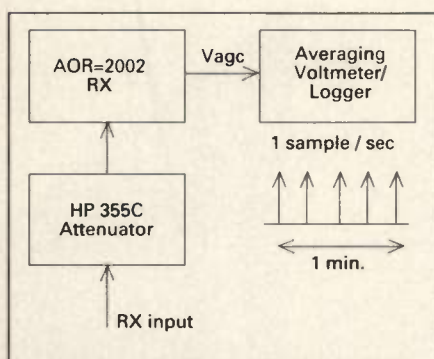 AOR=2002
RX
Vagc
Averaging
Voltmeter/
Logger
1 sample / sec
HP 355C
Attenuator
1 min.
RX input